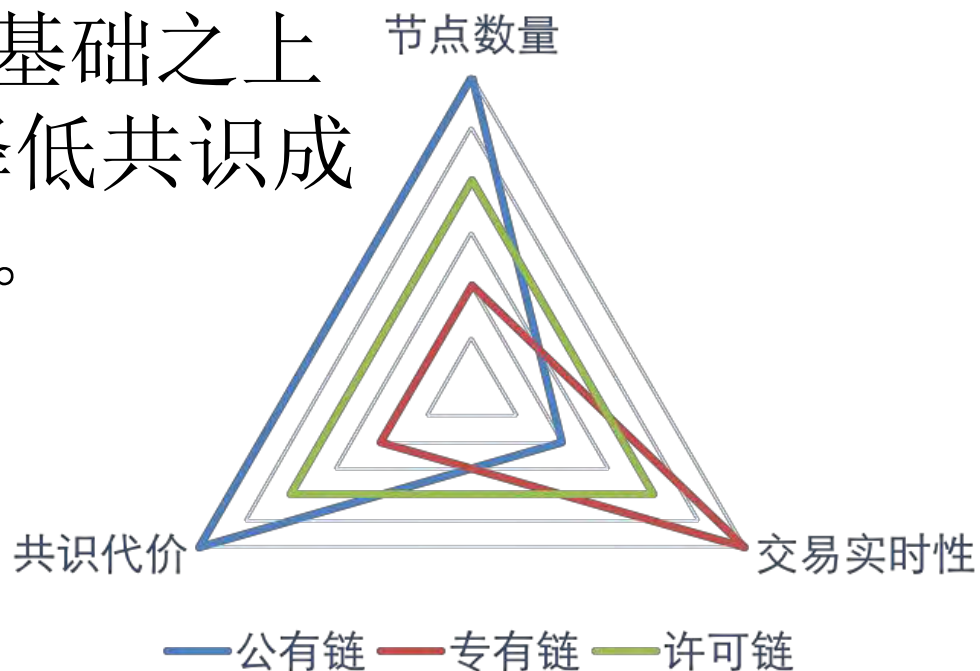 基础之上
低共识成
。
节点数量
共识代价
交易实时性
公有链 专有链 许可链